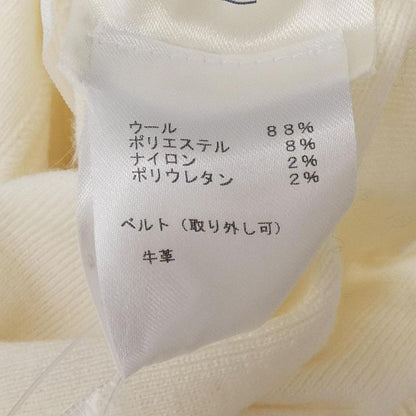 ウール 88%
ポリエステル 8%
ナイロン 2%
ポリウレタン 2%
ベルト（取り外し可）
牛革